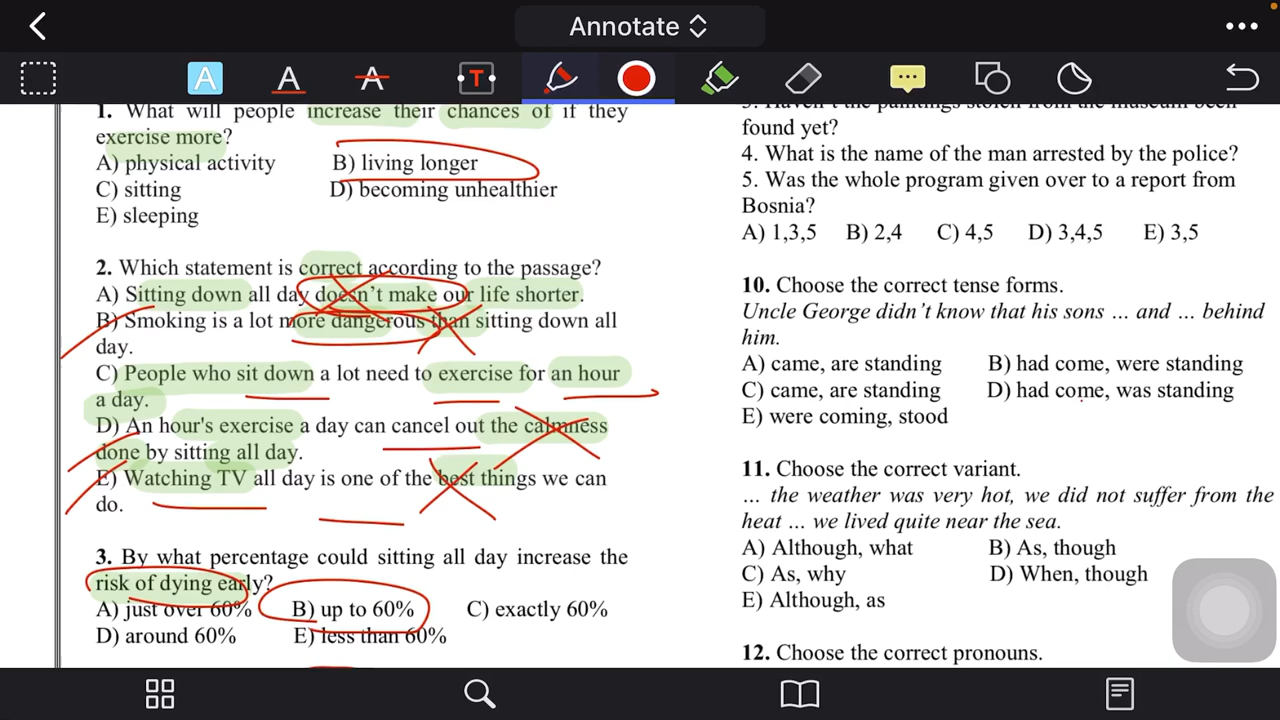 Annotate
A
A
A
T
1. What will people increase their chances of if they
exercise more?
A) physical activity B) living longer
C) sitting D) becoming unhealthier
E) sleeping
2. Which statement is correct according to the passage?
A) Sitting down all day doesn't make our life shorter.
B) Smoking is a lot more dangerous than sitting down all
day.
C) People who sit down a lot need to exercise for an hour
a day.
D) An hour's exercise a day can cancel out the calmness
done by sitting all day.
E) Watching TV all day is one of the best things we can
do.
3. By what percentage could sitting all day increase the
risk of dying early?
A) just over 60% B) up to 60% C) exactly 60%
D) around 60% E) less than 60%
3. Haven't the paintings stolen from the museum been
found yet?
4. What is the name of the man arrested by the police?
5. Was the whole program given over to a report from
Bosnia?
A) 1,3,5 B) 2,4 C) 4,5 D) 3,4,5 E) 3,5
10. Choose the correct tense forms.
Uncle George didn't know that his sons ... and ... behind
him.
A) came, are standing B) had come, were standing
C) came, are standing D) had come, was standing
E) were coming, stood
11. Choose the correct variant.
... the weather was very hot, we did not suffer from the
heat ... we lived quite near the sea.
A) Although, what B) As, though
C) As, why D) When, though
E) Although, as
12. Choose the correct pronouns.